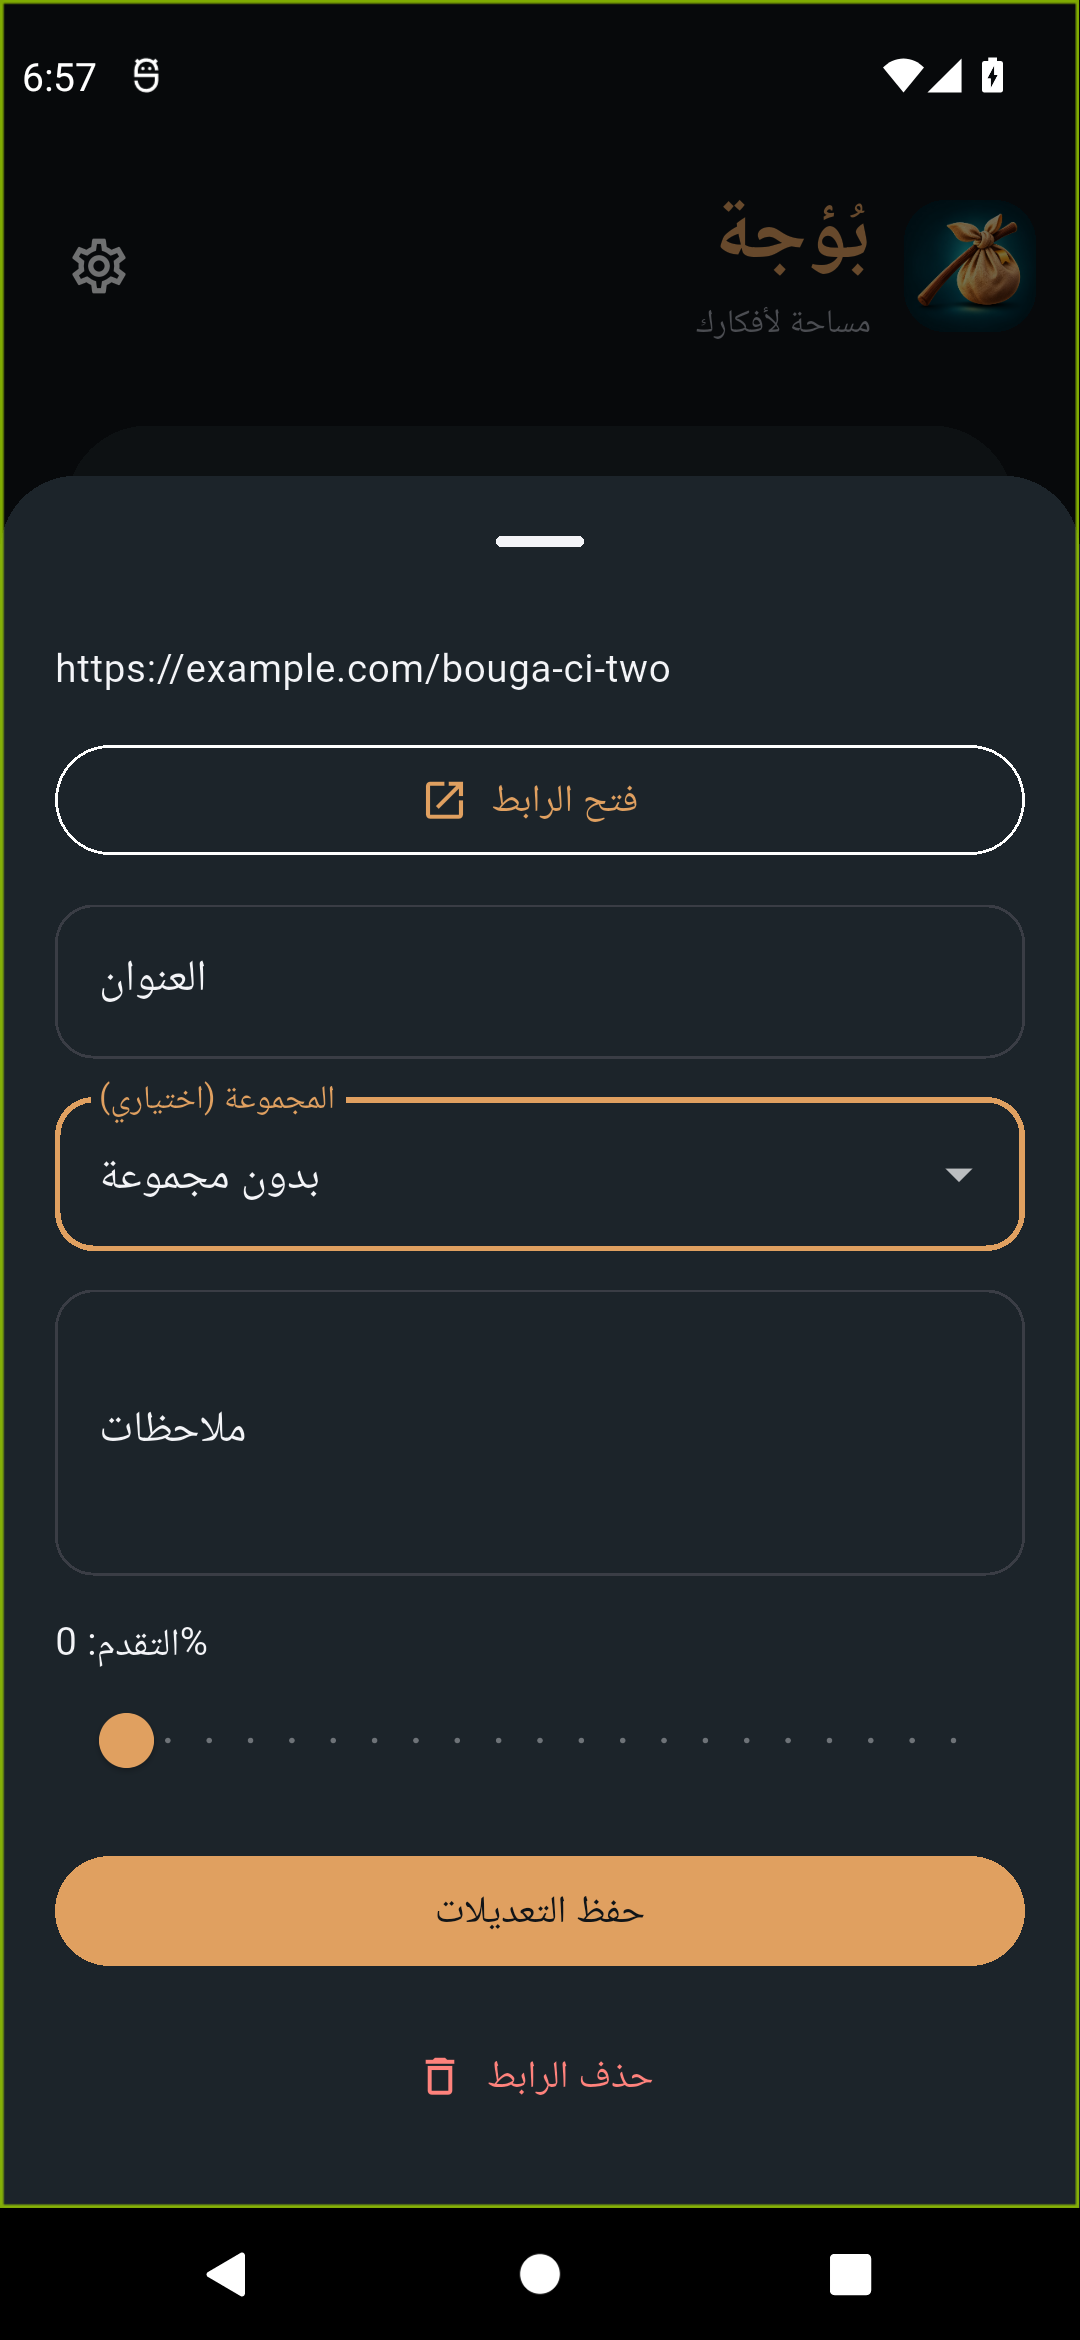 6:57
بُؤجة
مساحة لأفكارك
https://example.com/bouga-ci-two
فتح الرابط
العنوان
المجموعة (اختياري)
بدون مجموعة
ملاحظات
التقدم: 0%
حفظ التعديلات
حذف الرابط